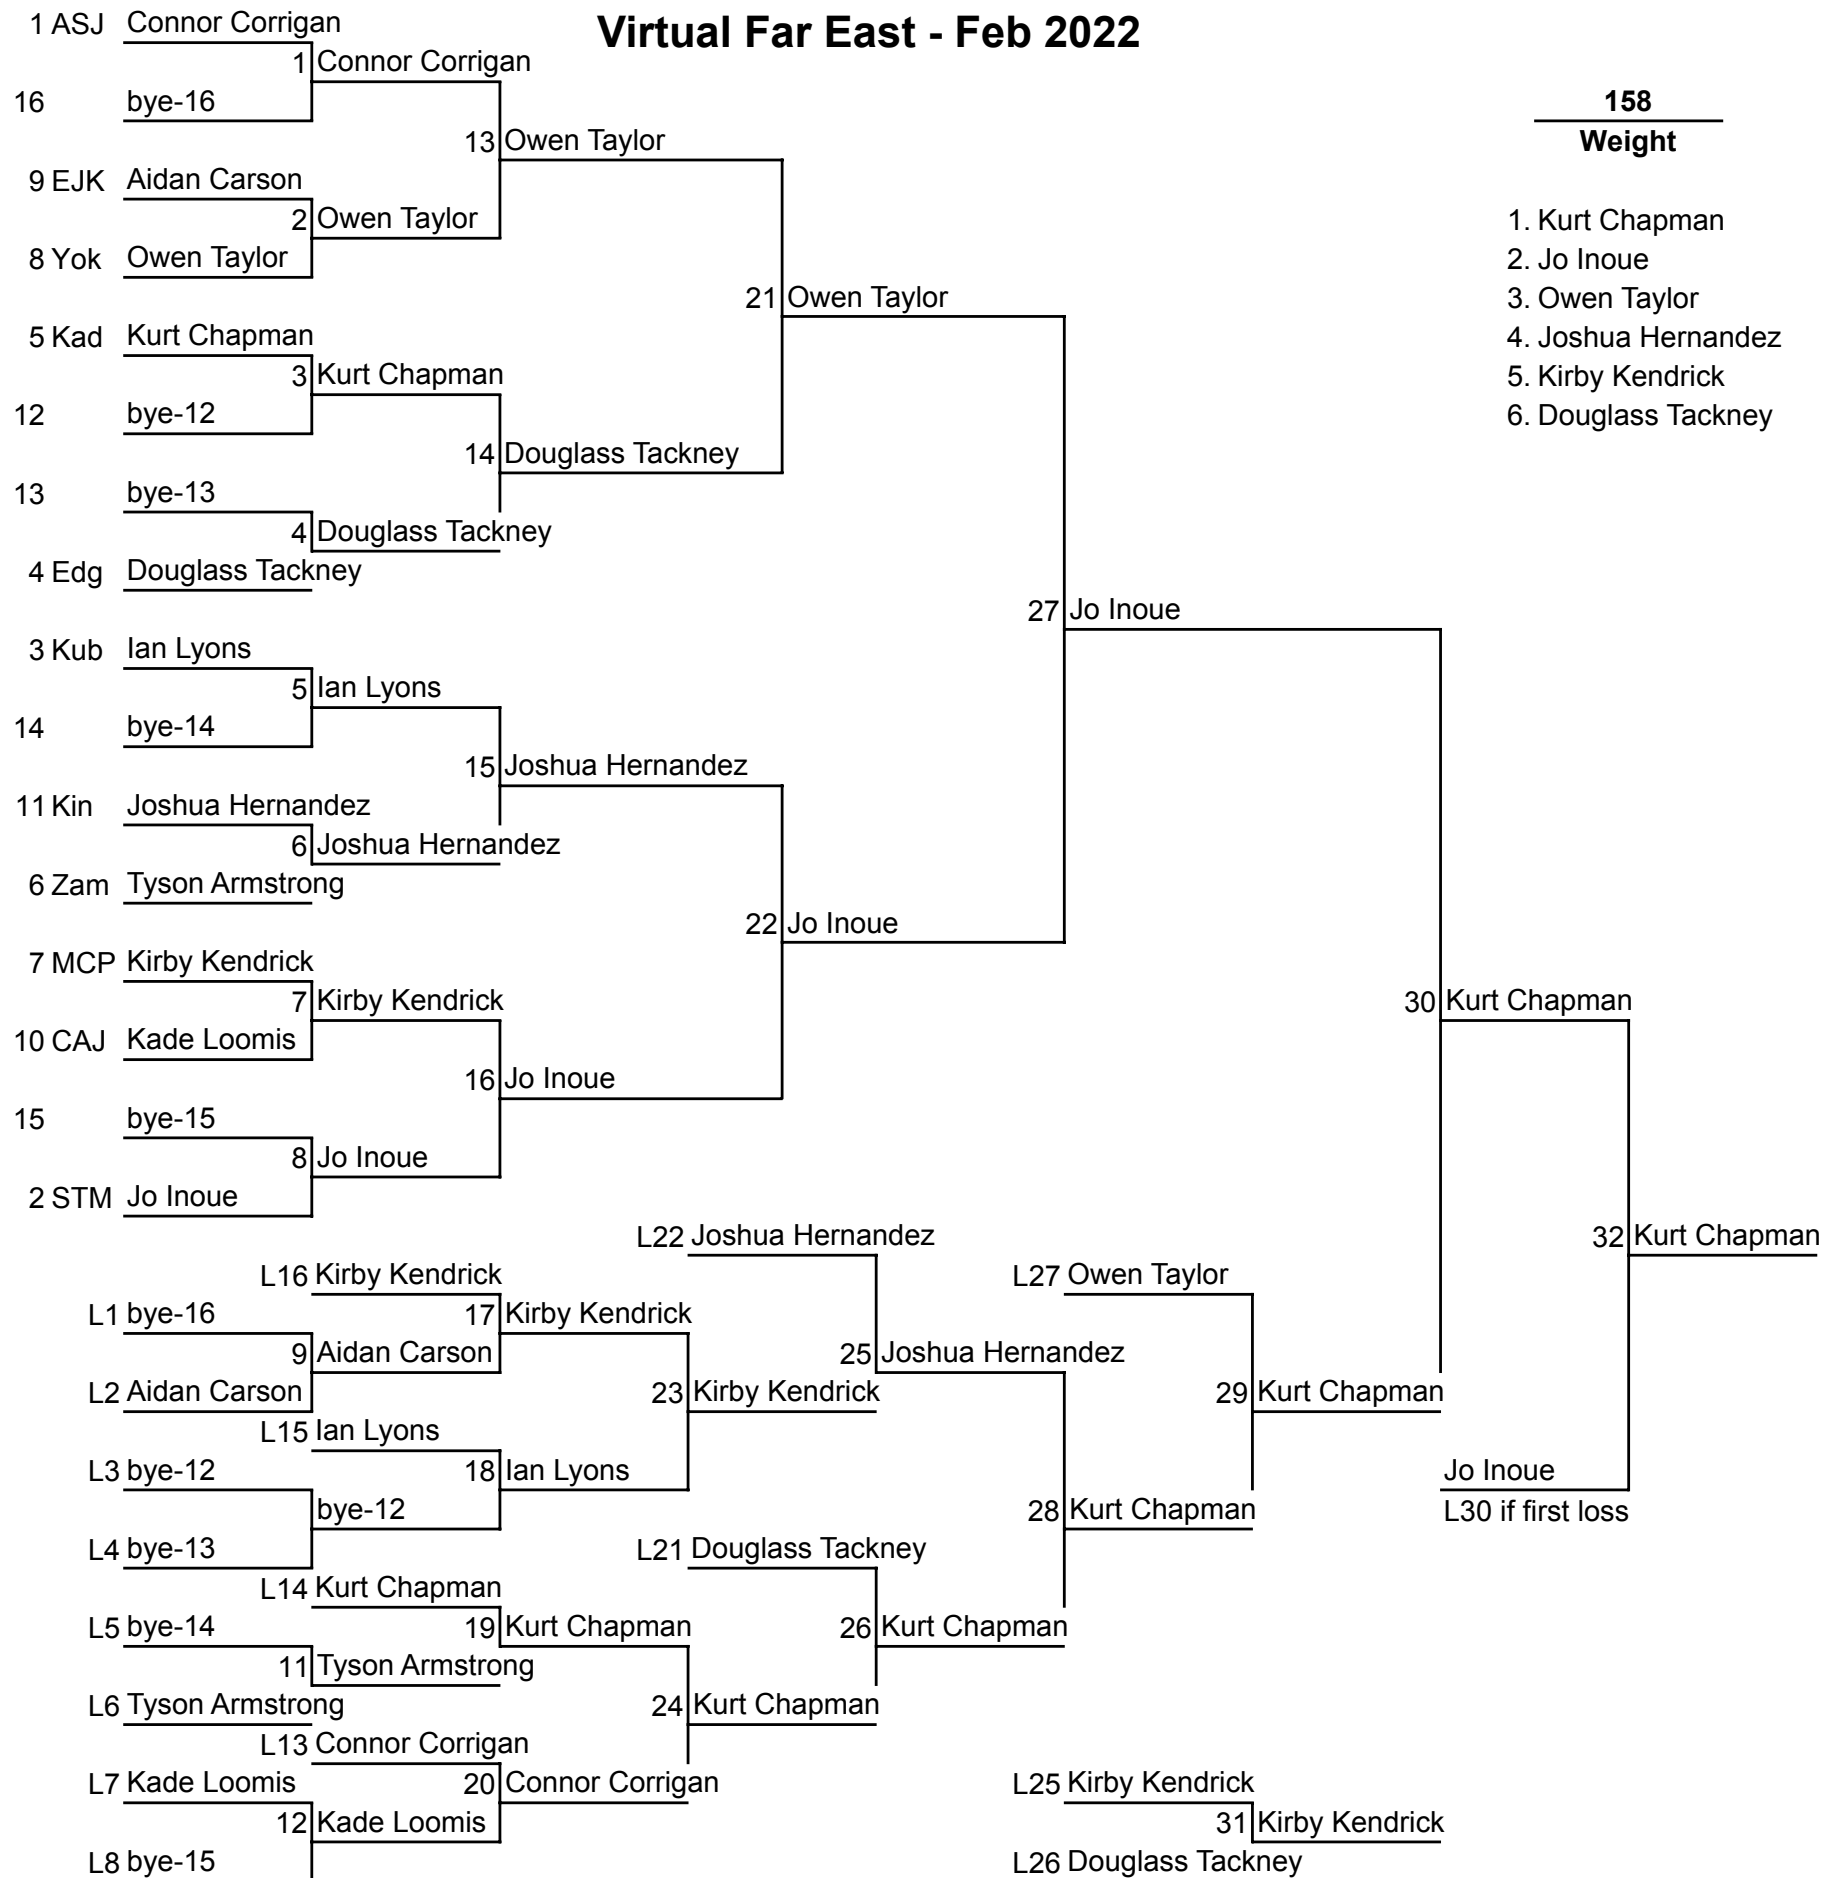 Virtual Far East - Feb 2022
1 ASJ Connor Corrigan
1 Connor Corrigan
16 bye-16
13 Owen Taylor
9 EJK Aidan Carson
2 Owen Taylor
8 Yok Owen Taylor
21 Owen Taylor
5 Kad Kurt Chapman
3 Kurt Chapman
12 bye-12
14 Douglass Tackney
13 bye-13
4 Douglass Tackney
4 Edg Douglass Tackney
27 Jo Inoue
3 Kub Ian Lyons
5 Ian Lyons
14 bye-14
15 Joshua Hernandez
11 Kin Joshua Hernandez
6 Joshua Hernandez
6 Zam Tyson Armstrong
22 Jo Inoue
7 MCP Kirby Kendrick
7 Kirby Kendrick
10 CAJ Kade Loomis
16 Jo Inoue
15 bye-15
8 Jo Inoue
2 STM Jo Inoue
30 Kurt Chapman
32 Kurt Chapman
158
Weight
1. Kurt Chapman
2. Jo Inoue
3. Owen Taylor
4. Joshua Hernandez
5. Kirby Kendrick
6. Douglass Tackney
L22 Joshua Hernandez
L16 Kirby Kendrick
L27 Owen Taylor
L1 bye-16
17 Kirby Kendrick
9 Aidan Carson
25 Joshua Hernandez
L2 Aidan Carson
23 Kirby Kendrick
29 Kurt Chapman
L15 Ian Lyons
L3 bye-12
18 Ian Lyons
Jo Inoue
bye-12
28 Kurt Chapman
L30 if first loss
L4 bye-13
L21 Douglass Tackney
L14 Kurt Chapman
L5 bye-14
19 Kurt Chapman
26 Kurt Chapman
11 Tyson Armstrong
L6 Tyson Armstrong
24 Kurt Chapman
L13 Connor Corrigan
L7 Kade Loomis
20 Connor Corrigan
L25 Kirby Kendrick
12 Kade Loomis
31 Kirby Kendrick
L8 bye-15
L26 Douglass Tackney